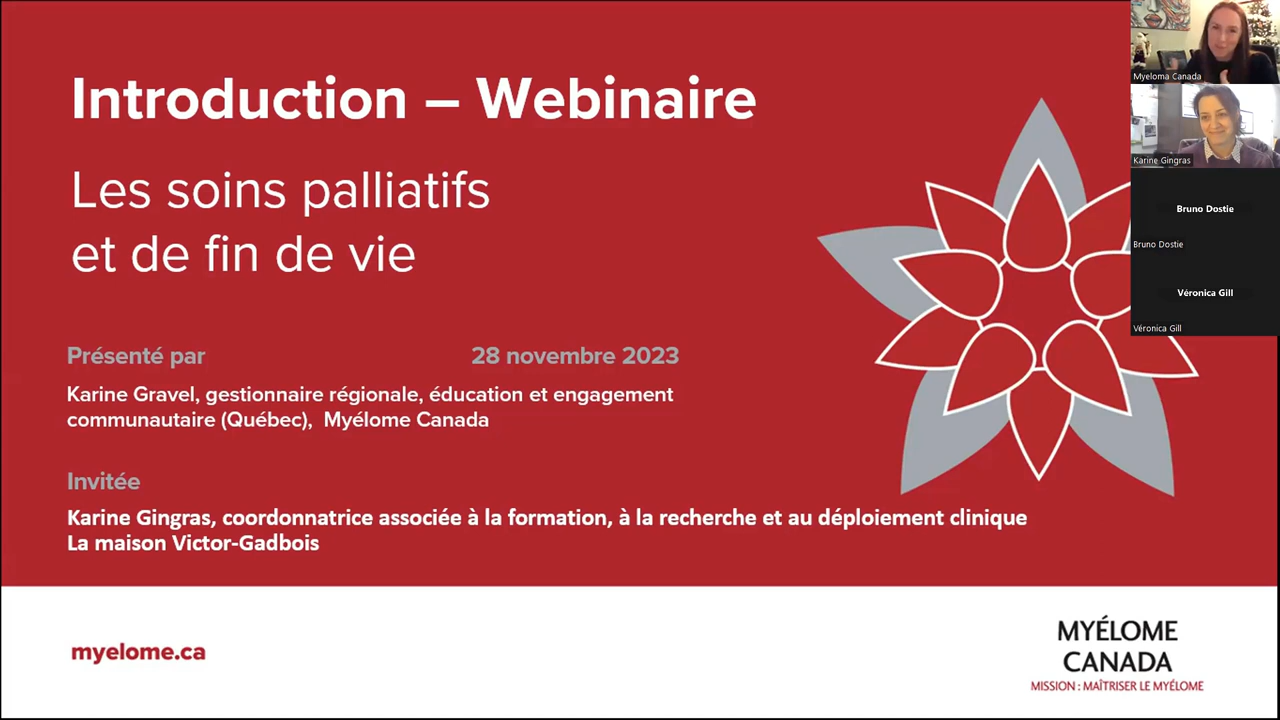 Introduction – Webinaire
Les soins palliatifs
et de fin de vie
Présenté par
28 novembre 2023
Karine Gravel, gestionnaire régionale, éducation et engagement
communautaire (Québec), Myélome Canada
Invitée
Karine Gingras, coordonnatrice associée à la formation, à la recherche et au déploiement clinique
La maison Victor-Gadbois
myelome.ca
MYÉLOME
CANADA
MISSION : MAÎTRISER LE MYÉLOME
Myeloma Canada
Karine Gingras
Bruno Dostie
Bruno Dostie
Véronica Gill
Véronica Gill